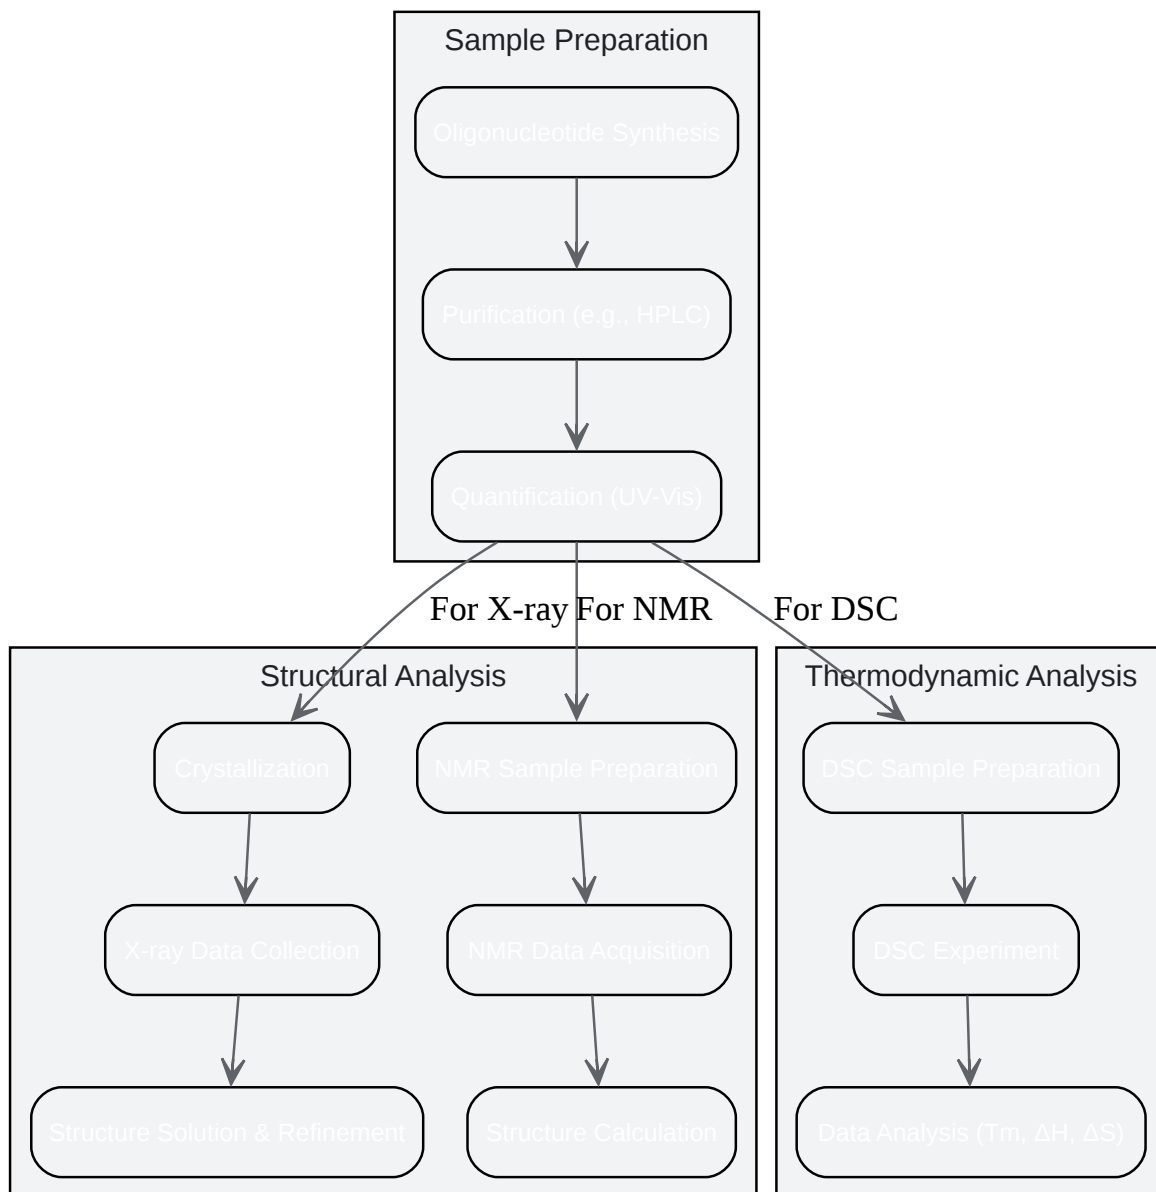 Sample Preparation
Oligonucleotide Synthesis
Purification (e.g., HPLC)
Quantification (UV-Vis)
For X-ray
For NMR
For DSC
Structural Analysis
Thermodynamic Analysis
Crystallization
NMR Sample Preparation
DSC Sample Preparation
X-ray Data Collection
NMR Data Acquisition
DSC Experiment
Structure Solution & Refinement
Structure Calculation
Data Analysis (Tm, ΔH, ΔS)